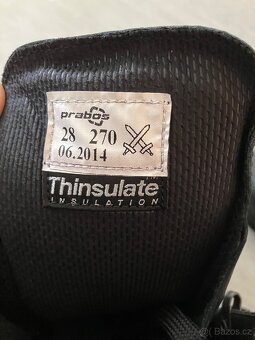 prabos
28 270
06.2014
Thinsulate
INSULATION
© Bazos.cz